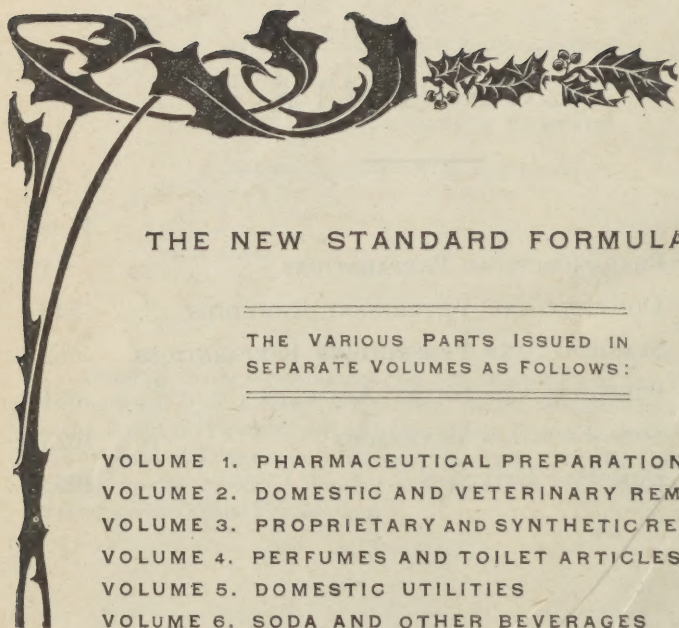 THE NEW STANDARD FORMULA
THE VARIOUS PARTS ISSUED IN
SEPARATE VOLUMES AS FOLLOWS:
VOLUME 1. PHARMACEUTICAL PREPARATION
VOLUME 2. DOMESTIC AND VETERINARY REM
VOLUME 3. PROPRIETARY AND SYNTHETIC RE
VOLUME 4. PERFUMES AND TOILET ARTICLES
VOLUME 5. DOMESTIC UTILITIES
VOLUME 6. SODA AND OTHER BEVERAGES